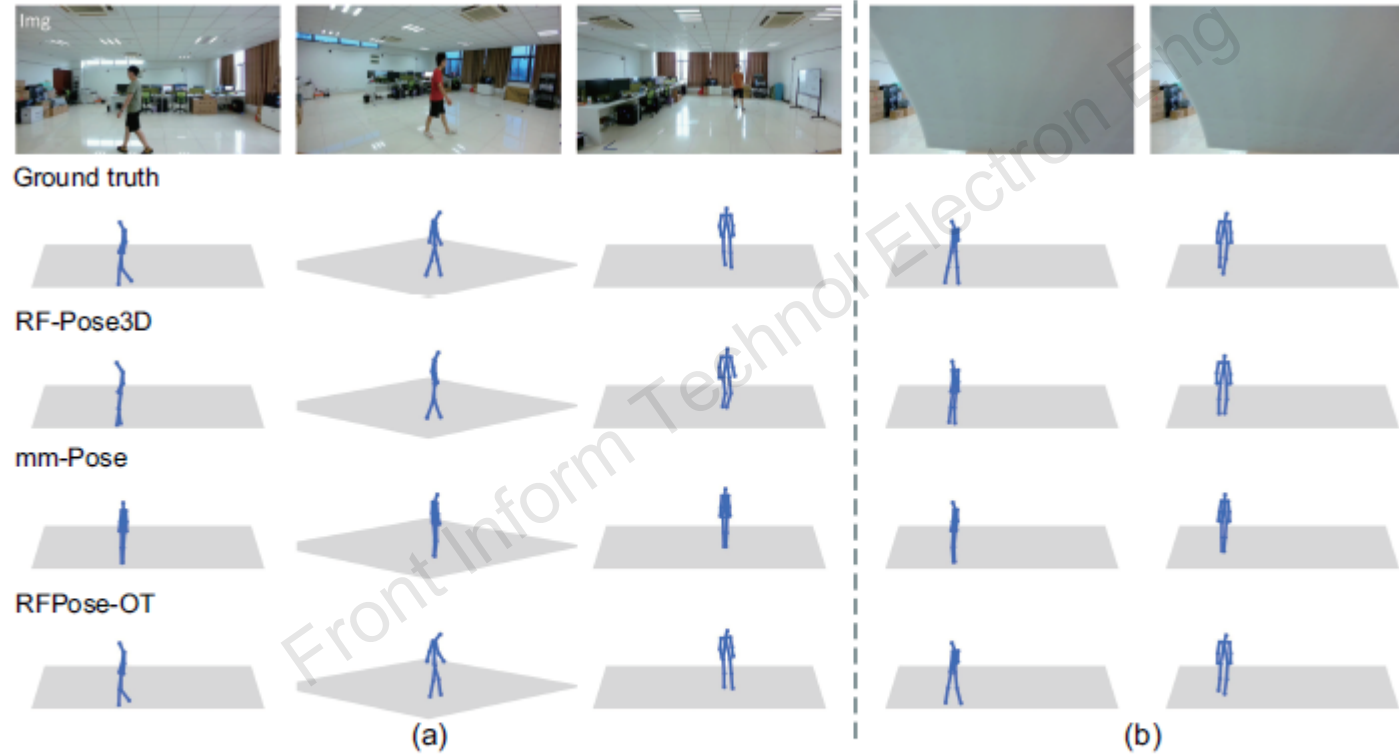 Img
Ground truth
RF-Pose3D
mm-Pose
RFPose-OT
(a)
(b)
Front Inform Technol Electron Eng